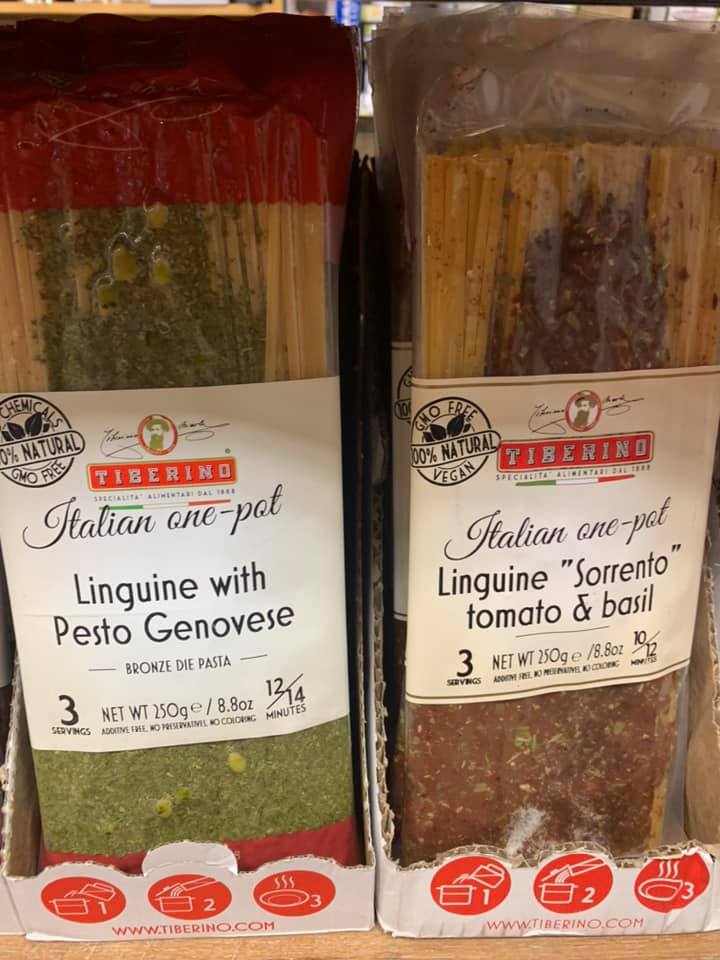 CHEMICALS
0% NATURAL
GMO FREE
TIBERINO
SPECIALITA' ALIMENTARI DAL 1888
Italian one-pot
Linguine with
Pesto Genovese
BRONZE DIE PASTA
3
SERVINGS
NET WT 250g e / 8.8oz
ADDITIVE FREE, NO PRESERVATIVES, NO COLORING
12/14
MINUTES
1
2
3
WWW.TIBERINO.COM
GMO FREE
100% NATURAL
VEGAN
TIBERINO
SPECIALITA' ALIMENTARI DAL 1888
Italian one-pot
Linguine "Sorrento"
tomato & basil
3
SERVINGS
NET WT 250g e /8.8oz
ADDITIVE FREE, NO PRESERVATIVES, NO COLORING
10/12
MINUTES
1
2
3
WWW.TIBERINO.COM